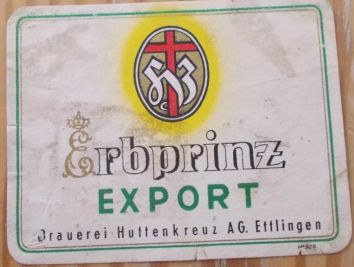 Erbprinz
EXPORT
Brauerei Huttenkreuz AG. Ettlingen